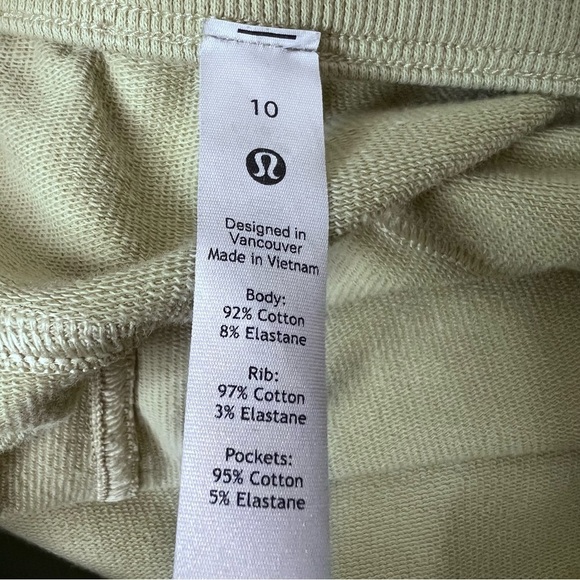 10
Designed in
Vancouver
Made in Vietnam
Body:
92% Cotton
8% Elastane
Rib:
97% Cotton
3% Elastane
Pockets:
95% Cotton
5% Elastane